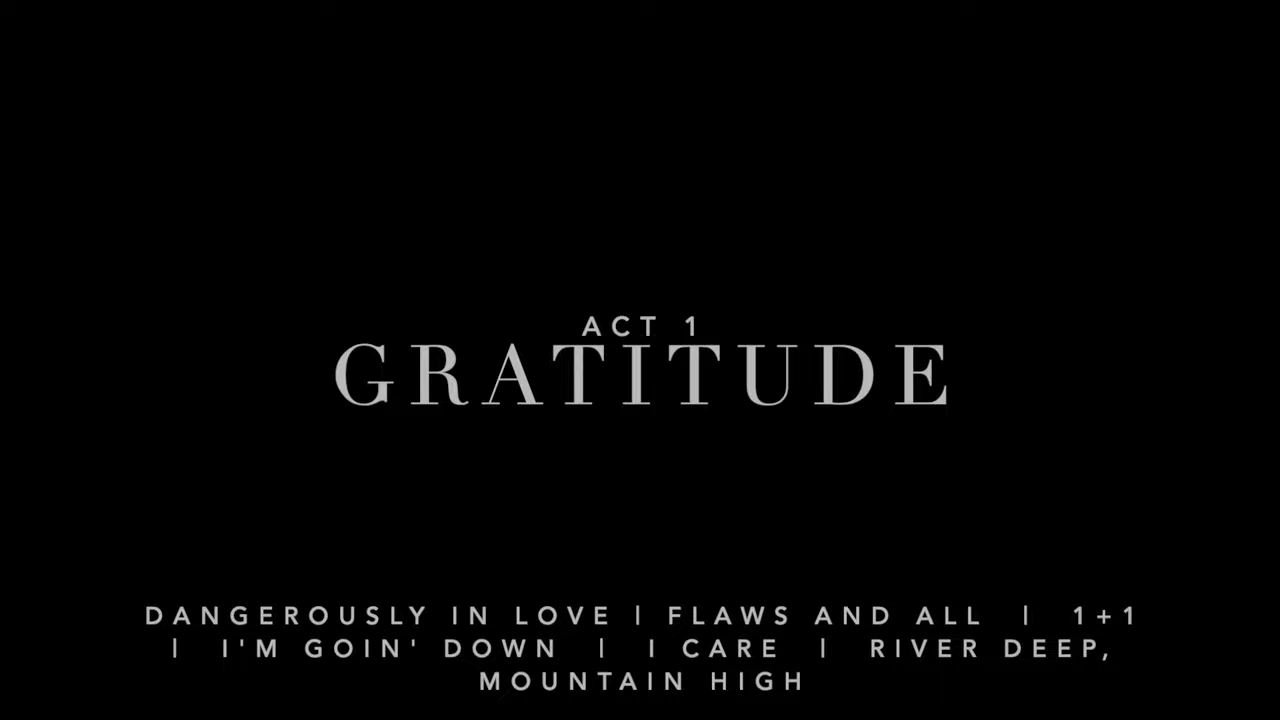 ACT 1
GRATITUDE
DANGEROUSLY IN LOVE | FLAWS AND ALL | 1+1
| I'M GOIN' DOWN | I CARE | RIVER DEEP,
MOUNTAIN HIGH